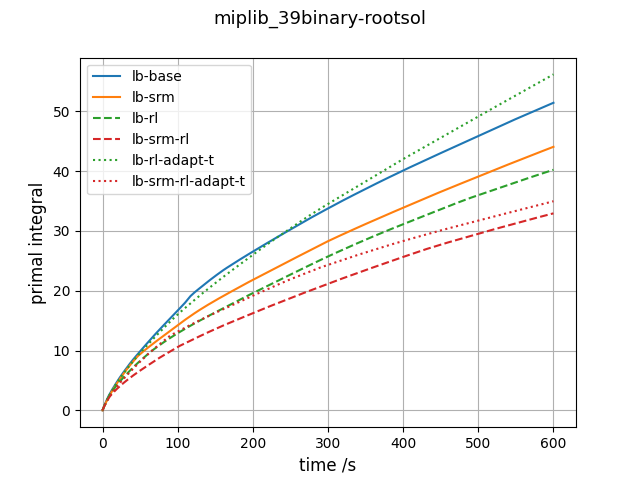 miplib_39binary-rootsol
lb-base
lb-srm
lb-rl
lb-srm-rl
lb-rl-adapt-t
lb-srm-rl-adapt-t
primal integral
50
40
30
20
10
0
0 100 200 300 400 500 600
time /s